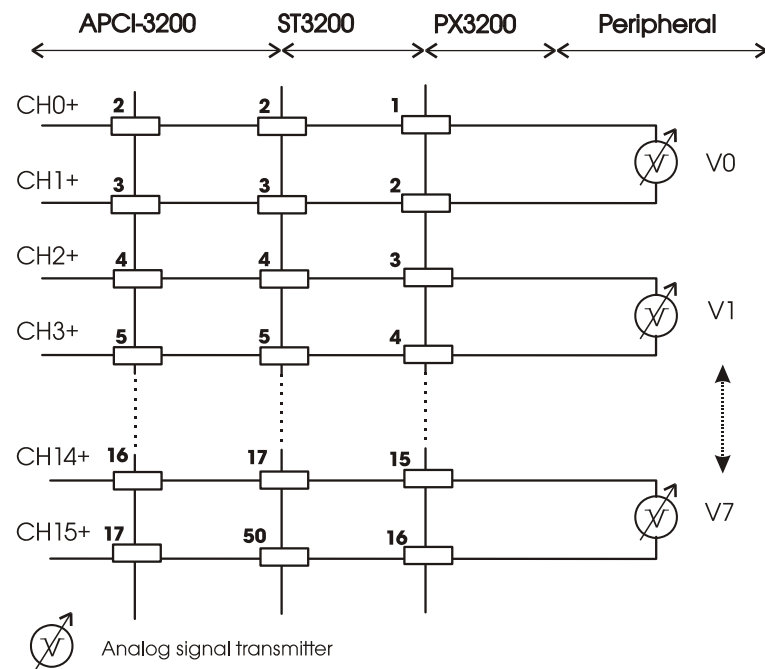 APCI-3200 ST3200 PX3200 Peripheral
CH0+ 2 2 1 V V0
CH1+ 3 3 2
CH2+ 4 4 3 V V1
CH3+ 5 5 4
CH14+ 16 17 15 V V7
CH15+ 17 50 16
V Analog signal transmitter